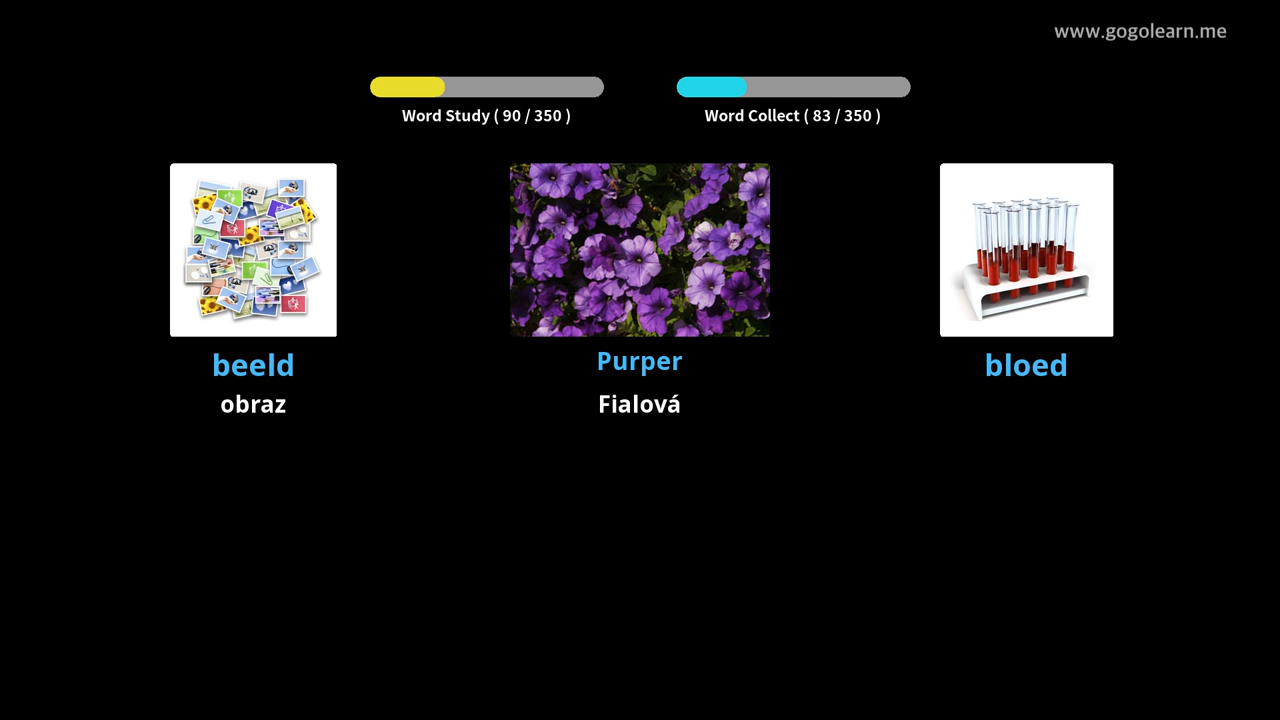 www.gogolearn.me
Word Study ( 90 / 350 )
Word Collect ( 83 / 350 )
beeld
Purper
bloed
obraz
Fialová